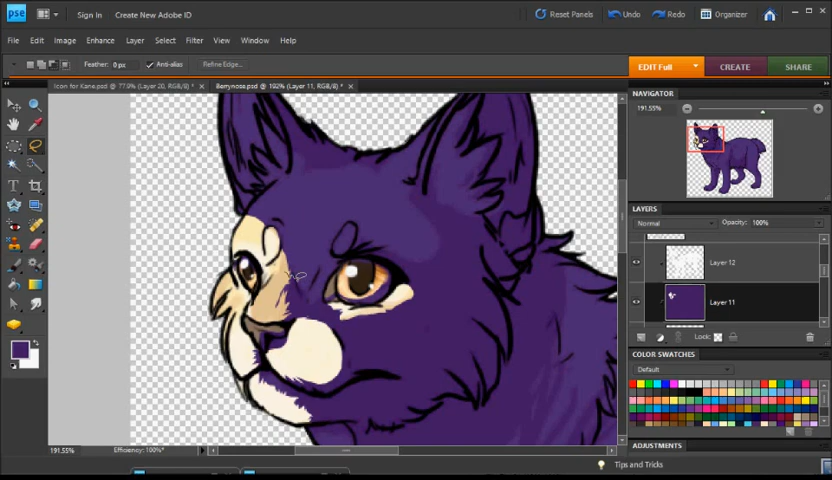 pse
Sign In
Create New Adobe ID
Reset Panels
Undo
Redo
Organizer
File Edit Image Enhance Layer Select Filter View Window Help
Feather: 0 px
Anti-alias
Refine Edge...
EDIT Full
CREATE
SHARE
Icon for Kane.psd @ 77.9% (Layer 20, RGB/8) *
Berrynose.psd @ 192% (Layer 11, RGB/8) *
NAVIGATOR
191.55%
LAYERS
Normal
Opacity: 100%
Layer 12
Layer 11
Lock:
COLOR SWATCHES
Default
ADJUSTMENTS
191.55%
Efficiency: 100%*
Tips and Tricks